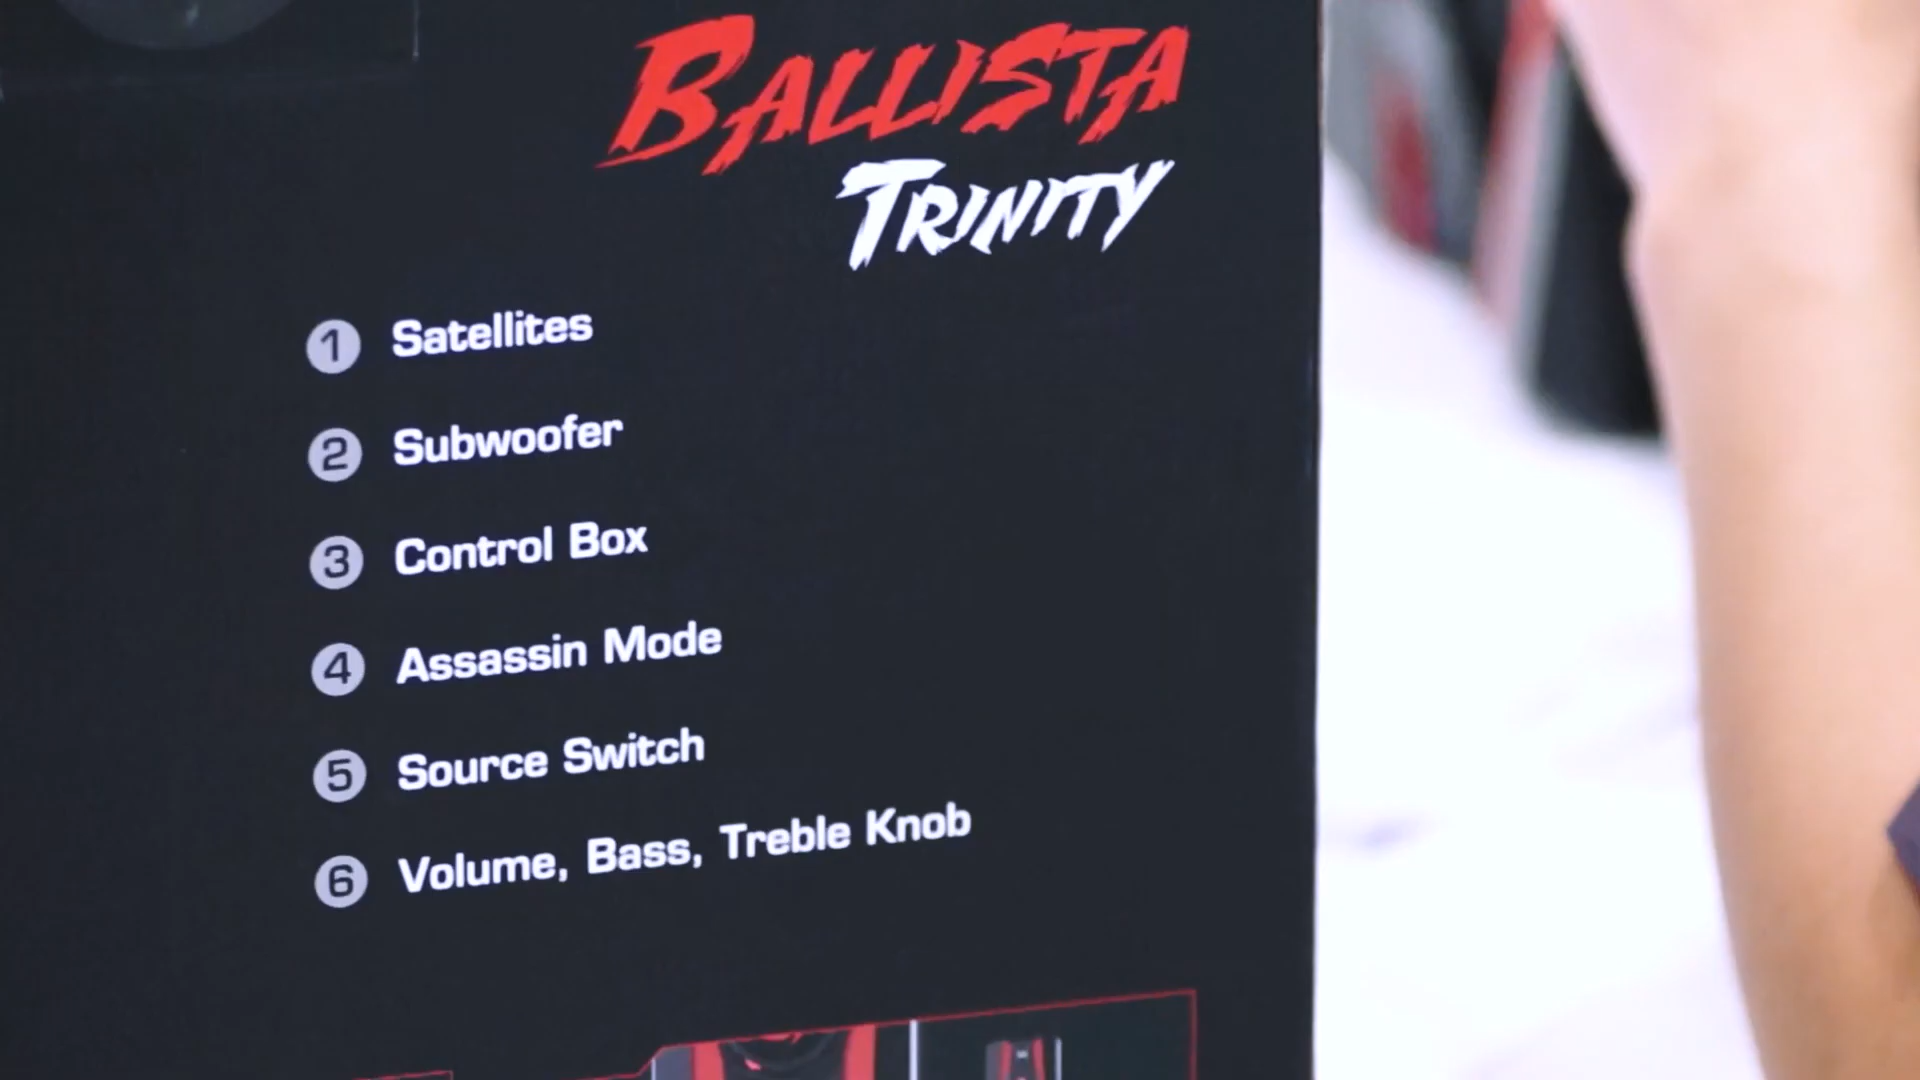 BALLISTA
TRINITY
1 Satellites
2 Subwoofer
3 Control Box
4 Assassin Mode
5 Source Switch
6 Volume, Bass, Treble Knob